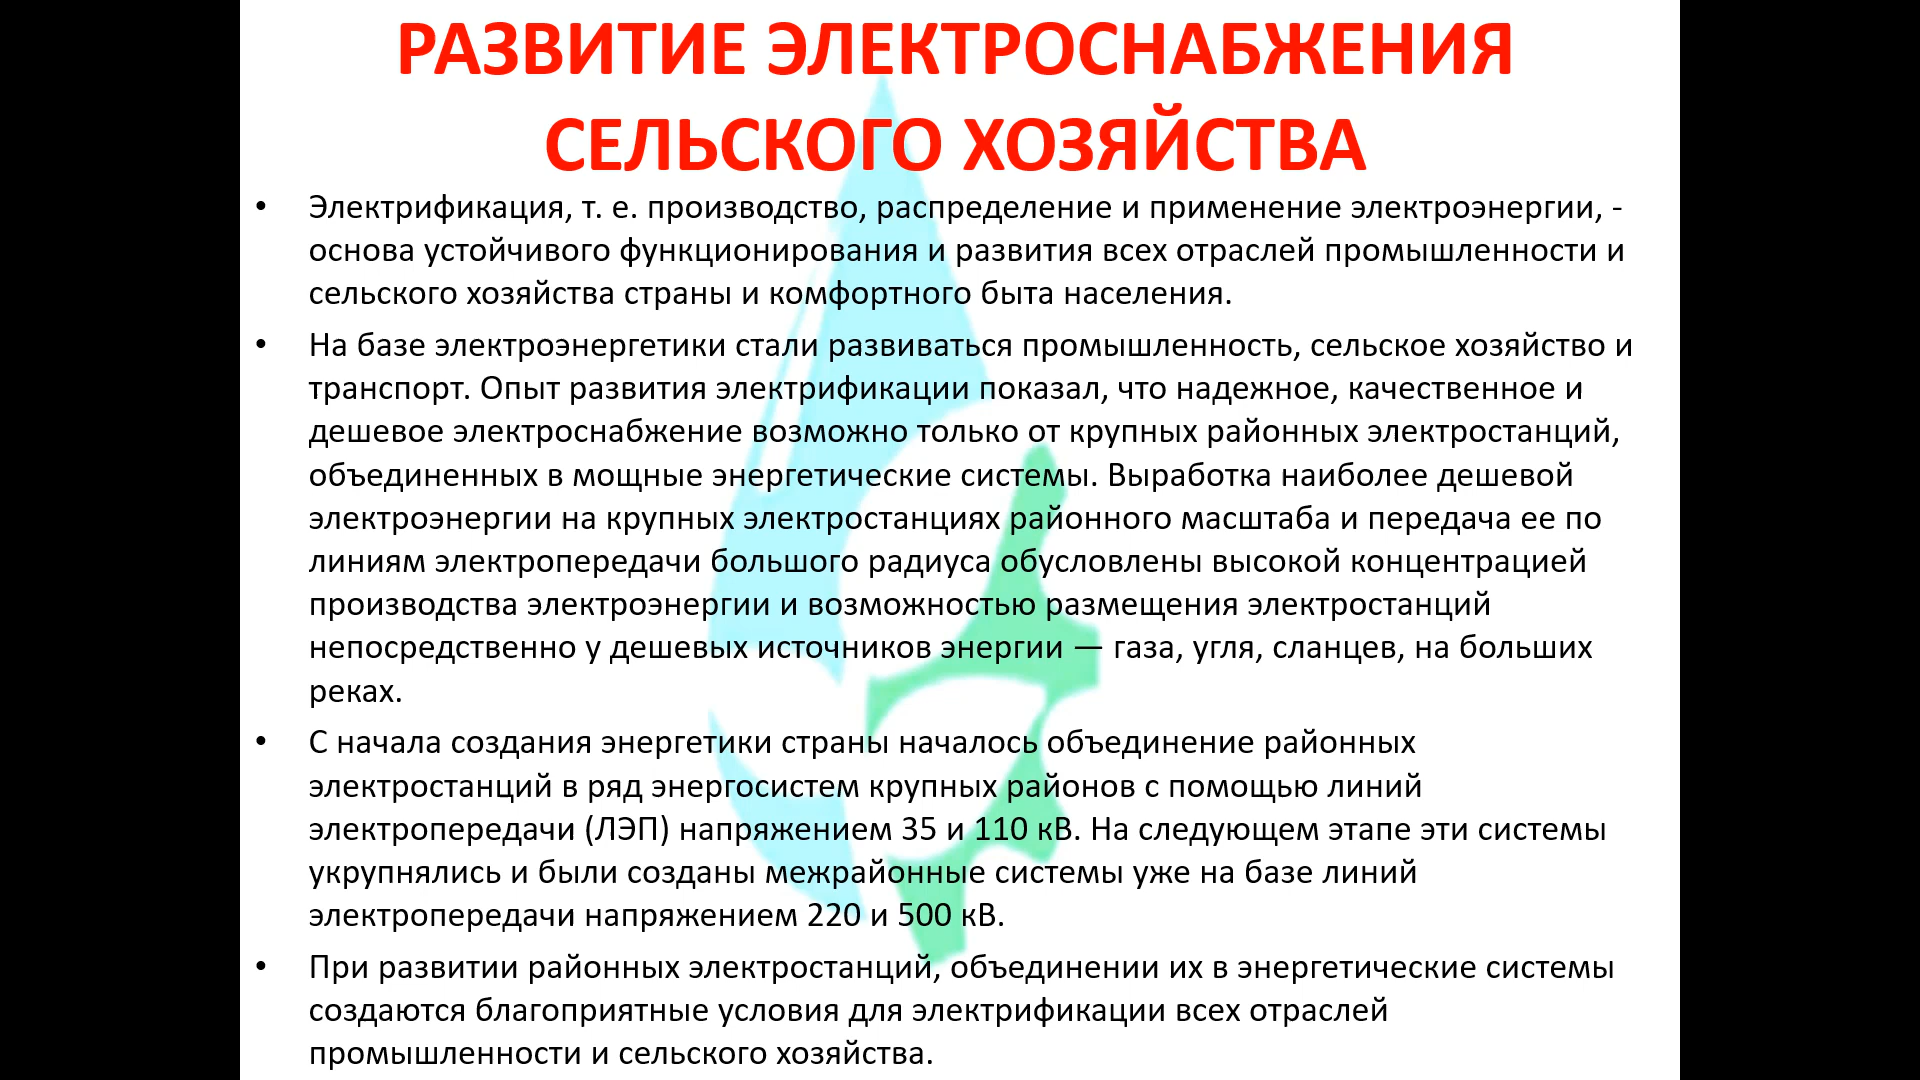 РАЗВИТИЕ ЭЛЕКТРОСНАБЖЕНИЯ
СЕЛЬСКОГО ХОЗЯЙСТВА
• Электрификация, т. е. производство, распределение и применение электроэнергии, -
основа устойчивого функционирования и развития всех отраслей промышленности и
сельского хозяйства страны и комфортного быта населения.
• На базе электроэнергетики стали развиваться промышленность, сельское хозяйство и
транспорт. Опыт развития электрификации показал, что надежное, качественное и
дешевое электроснабжение возможно только от крупных районных электростанций,
объединенных в мощные энергетические системы. Выработка наиболее дешевой
электроэнергии на крупных электростанциях районного масштаба и передача ее по
линиям электропередачи большого радиуса обусловлены высокой концентрацией
производства электроэнергии и возможностью размещения электростанций
непосредственно у дешевых источников энергии — газа, угля, сланцев, на больших
реках.
• С начала создания энергетики страны началось объединение районных
электростанций в ряд энергосистем крупных районов с помощью линий
электропередачи (ЛЭП) напряжением 35 и 110 кВ. На следующем этапе эти системы
укрупнялись и были созданы межрайонные системы уже на базе линий
электропередачи напряжением 220 и 500 кВ.
• При развитии районных электростанций, объединении их в энергетические системы
создаются благоприятные условия для электрификации всех отраслей
промышленности и сельского хозяйства.